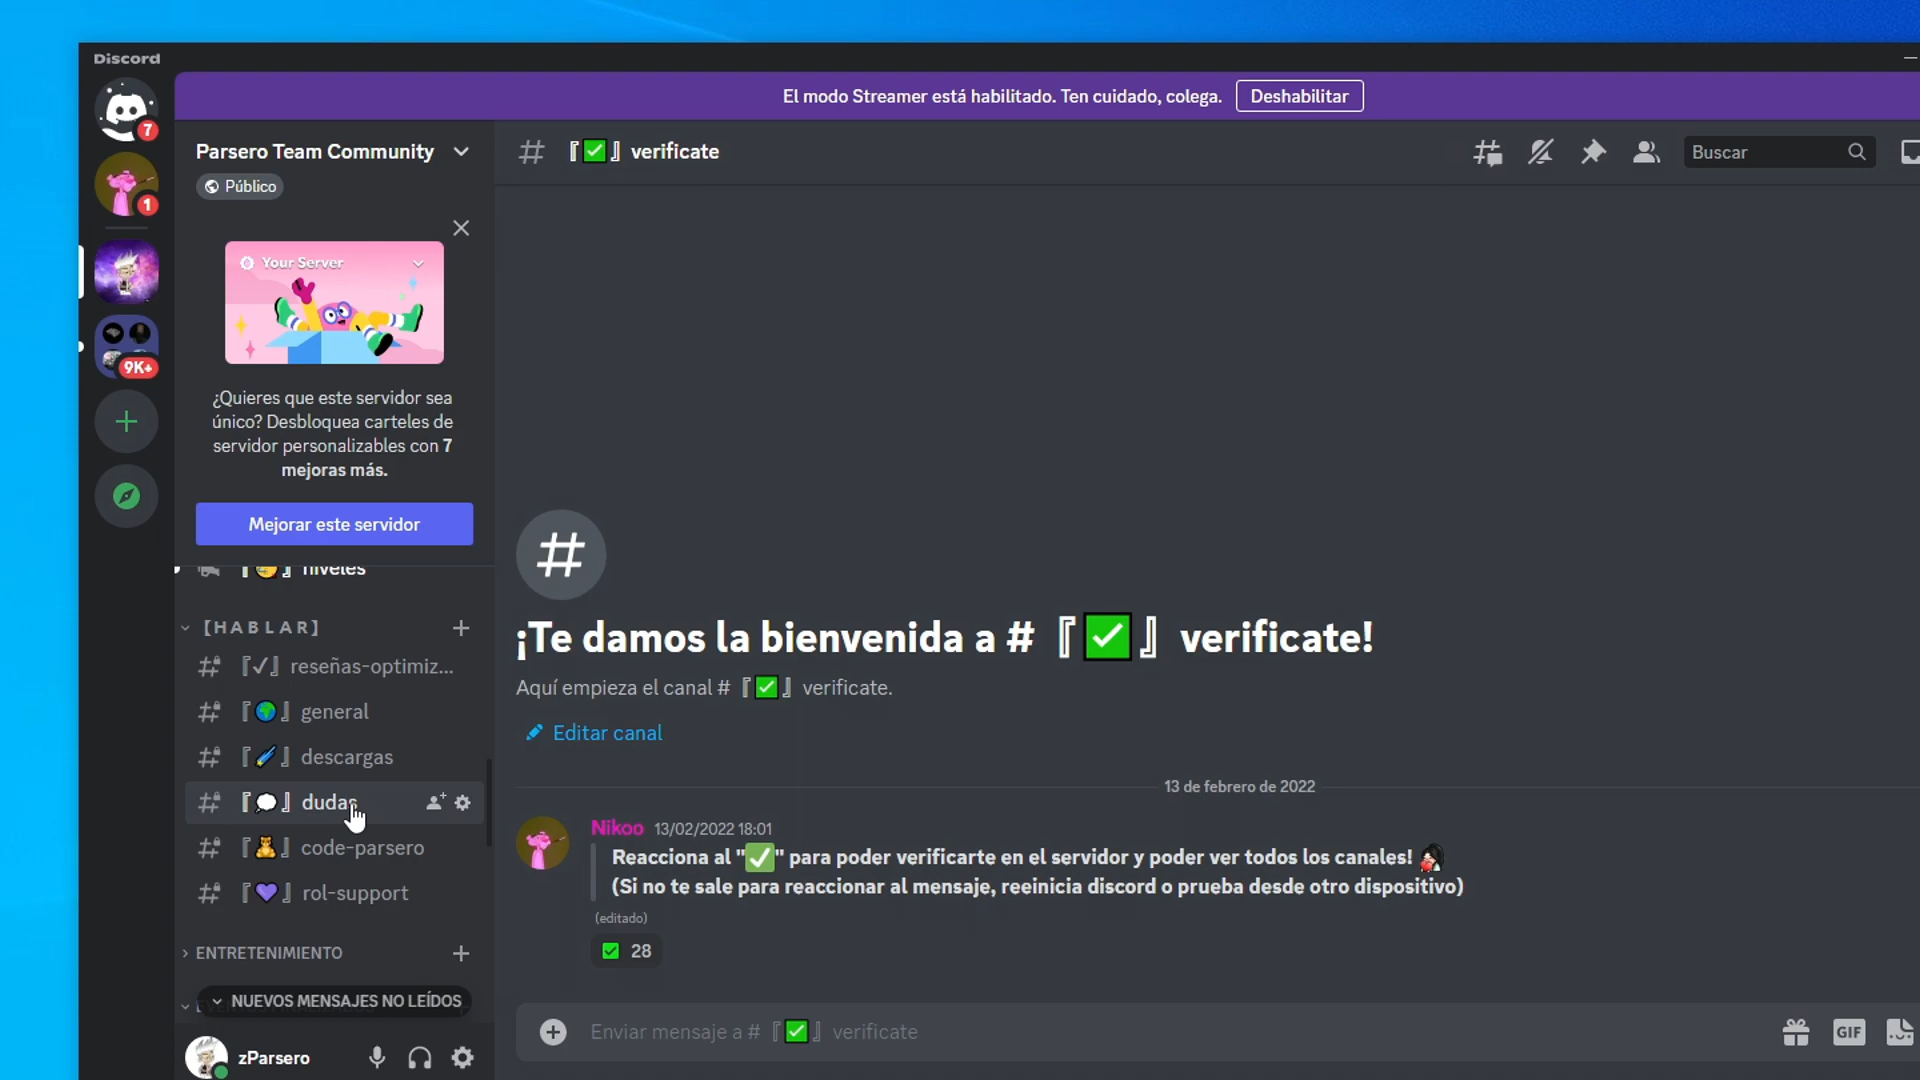 Discord
El modo Streamer está habilitado. Ten cuidado, colega.
Deshabilitar
7
1
9K+
Parsero Team Community
Público
Your Server
¿Quieres que este servidor sea
único? Desbloquea carteles de
servidor personalizables con 7
mejoras más.
Mejorar este servidor
niveles
[HABLAR]
# 『✓』 reseñas-optimiz...
# 『🌍』 general
# 『☄️』 descargas
# 『💭』 dudas
# 『🧸』 code-parsero
# 『💜』 rol-support
ENTRETENIMIENTO
NUEVOS MENSAJES NO LEÍDOS
zParsero
# 『✅』 verificate
Buscar
#
¡Te damos la bienvenida a # 『✅』 verificate!
Aquí empieza el canal # 『✅』 verificate.
Editar canal
13 de febrero de 2022
Nikoo 13/02/2022 18:01
Reacciona al "✅" para poder verificarte en el servidor y poder ver todos los canales!
(Si no te sale para reaccionar al mensaje, reeinicia discord o prueba desde otro dispositivo)
(editado)
✅ 28
Enviar mensaje a # 『✅』 verificate
GIF